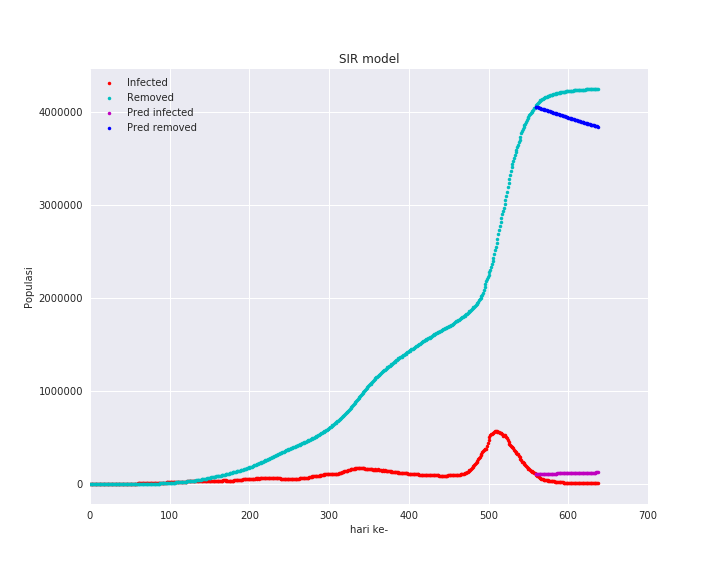 SIR model
Infected
Removed
Pred infected
Pred removed
4000000
3000000
2000000
1000000
0
Populasi
0 100 200 300 400 500 600 700
hari ke-